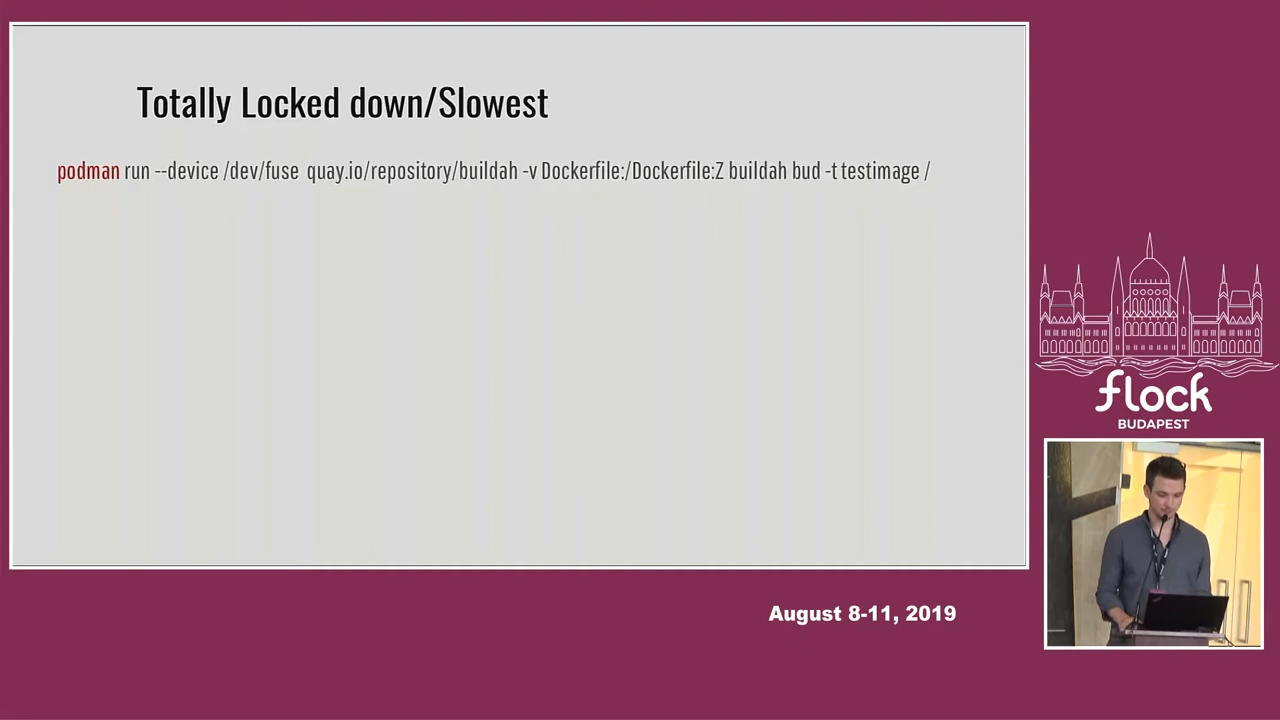 Totally Locked down/Slowest
podman run --device /dev/fuse quay.io/repository/buildah -v Dockerfile:/Dockerfile:Z buildah bud -t testimage /
flock
BUDAPEST
August 8-11, 2019